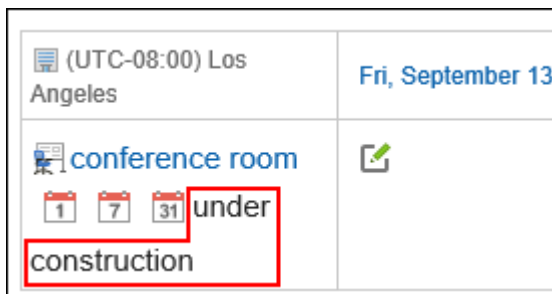 (UTC-08:00) Los
Angeles
Fri, September 13
conference room
1 7 31 under
construction